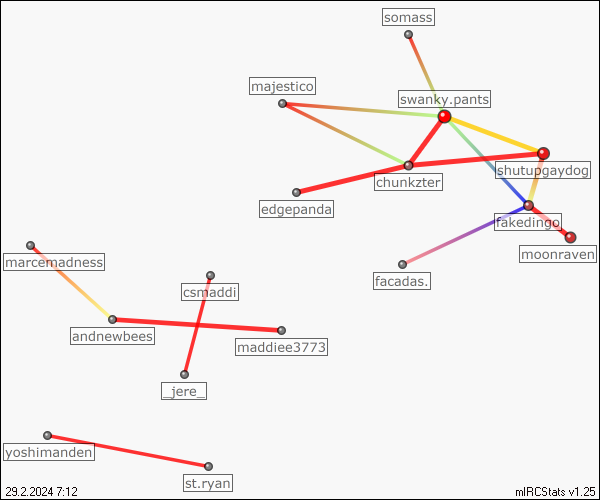 somass
majestico
swanky.pants
shutupgaydog
chunkzter
edgepanda
fakedingo
moonraven
marcemadness
facadas.
csmaddi
andnewbees
maddiee3773
_jere_
yoshimanden
st.ryan
29.2.2024 7:12
mIRCStats v1.25